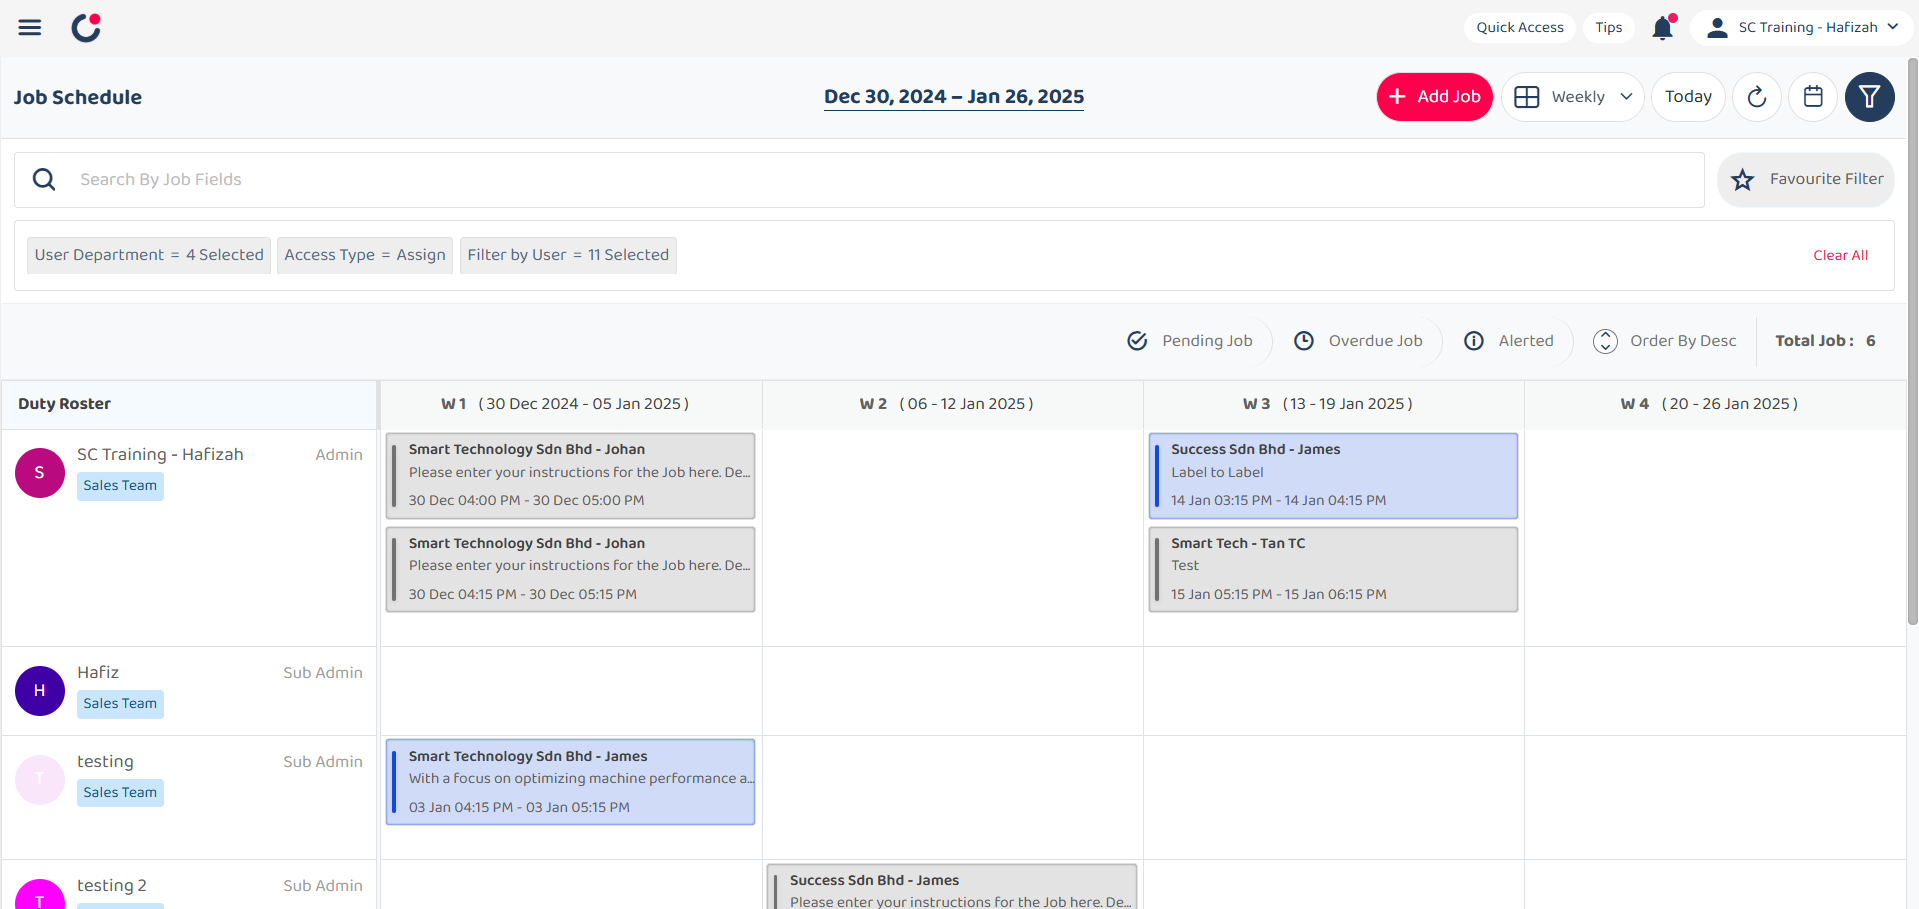 Quick Access
Tips
SC Training - Hafizah
Job Schedule
Dec 30, 2024 – Jan 26, 2025
+ Add Job
Weekly
Today
Search By Job Fields
Favourite Filter
User Department = 4 Selected
Access Type = Assign
Filter by User = 11 Selected
Clear All
Pending Job
Overdue Job
Alerted
Order By Desc
Total Job : 6
Duty Roster
W 1 ( 30 Dec 2024 - 05 Jan 2025 )
W 2 ( 06 - 12 Jan 2025 )
W 3 ( 13 - 19 Jan 2025 )
W 4 ( 20 - 26 Jan 2025 )
S
SC Training - Hafizah
Admin
Sales Team
Smart Technology Sdn Bhd - Johan
Please enter your instructions for the Job here. De...
30 Dec 04:00 PM - 30 Dec 05:00 PM
Smart Technology Sdn Bhd - Johan
Please enter your instructions for the Job here. De...
30 Dec 04:15 PM - 30 Dec 05:15 PM
Success Sdn Bhd - James
Label to Label
14 Jan 03:15 PM - 14 Jan 04:15 PM
Smart Tech - Tan TC
Test
15 Jan 05:15 PM - 15 Jan 06:15 PM
H
Hafiz
Sub Admin
Sales Team
T
testing
Sub Admin
Sales Team
Smart Technology Sdn Bhd - James
With a focus on optimizing machine performance a...
03 Jan 04:15 PM - 03 Jan 05:15 PM
T
testing 2
Sub Admin
Success Sdn Bhd - James
Please enter your instructions for the Job here. De...